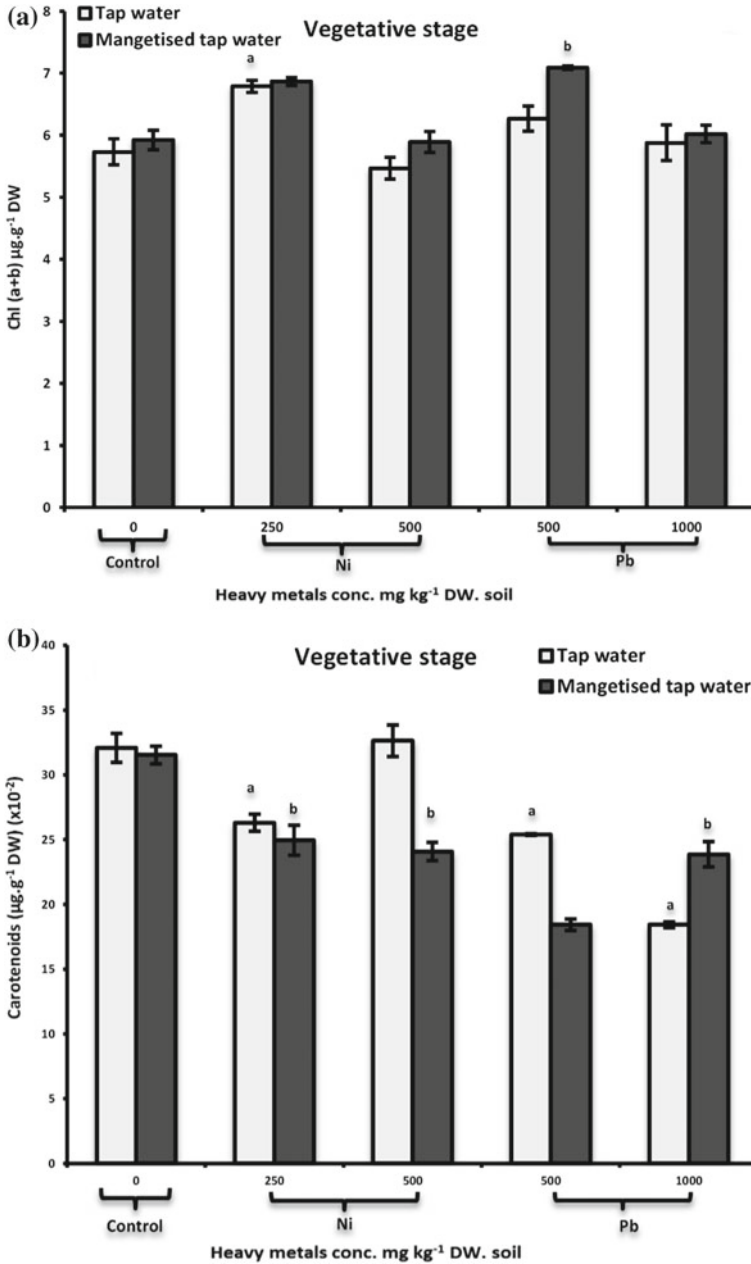 (a)
Tap water
Mangetised tap water
Vegetative stage
Chl (a+b) µg.g⁻¹ DW
8
7
6
5
4
3
2
1
0
a
b
0
250
500
500
1000
Control
Ni
Pb
Heavy metals conc. mg kg⁻¹ DW. soil
(b)
Vegetative stage
Tap water
Mangetised tap water
Carotenoids (µg.g⁻¹ DW) (x10⁻²)
40
35
30
25
20
15
10
5
0
a
b
b
a
a
b
0
250
500
500
1000
Control
Ni
Pb
Heavy metals conc. mg kg⁻¹ DW. soil